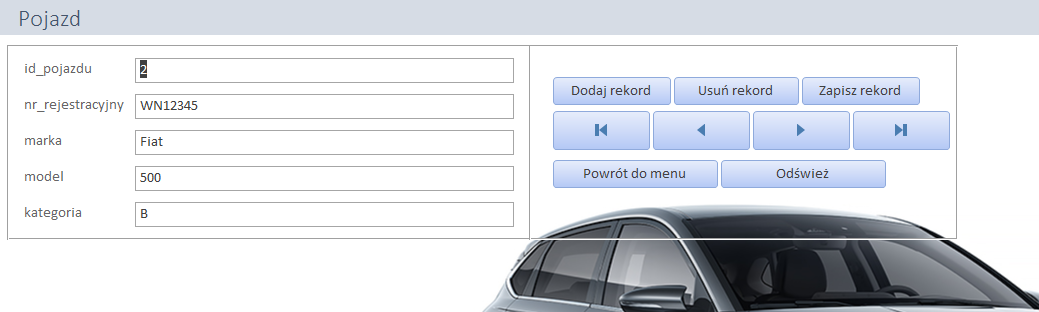 Pojazd
id_pojazdu 2
nr_rejestracyjny WN12345
marka Fiat
model 500
kategoria B
Dodaj rekord Usuń rekord Zapisz rekord
Powrót do menu Odśwież